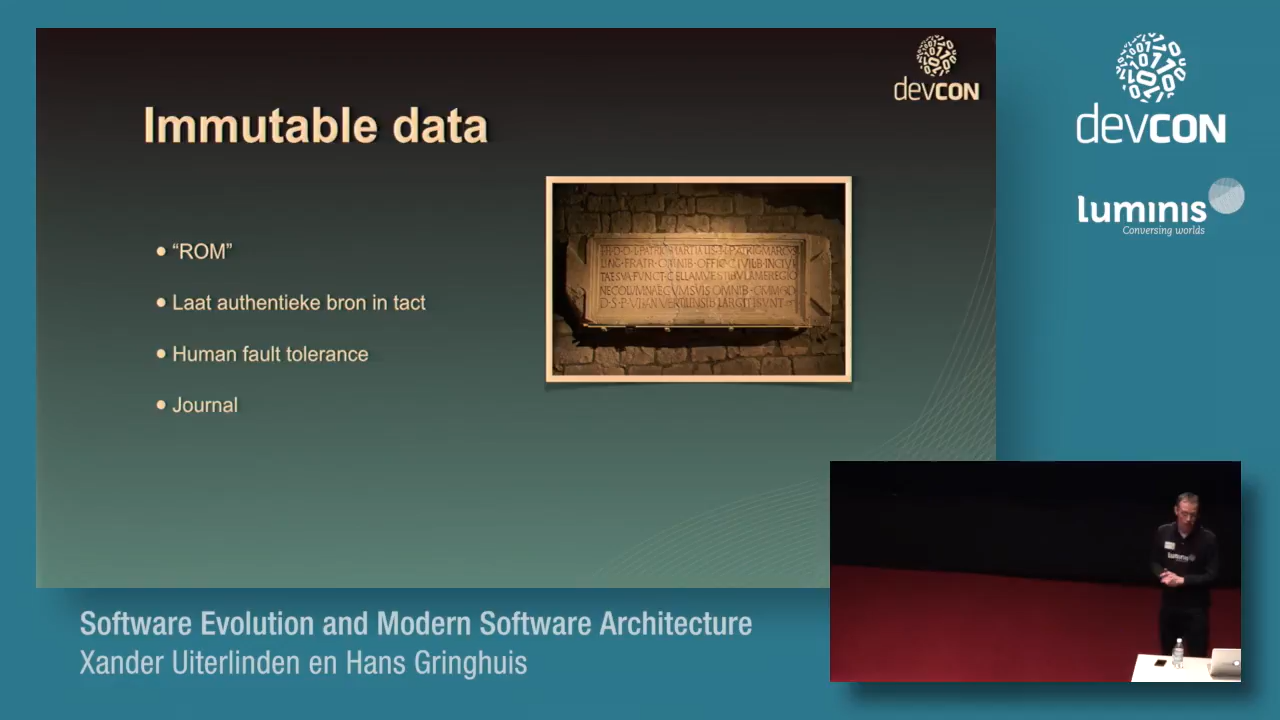 devCON
Immutable data
“ROM”
Laat authentieke bron in tact
Human fault tolerance
Journal
devCON
luminis
Conversing worlds
luminis
Software Evolution and Modern Software Architecture
Xander Uiterlinden en Hans Gringhuis